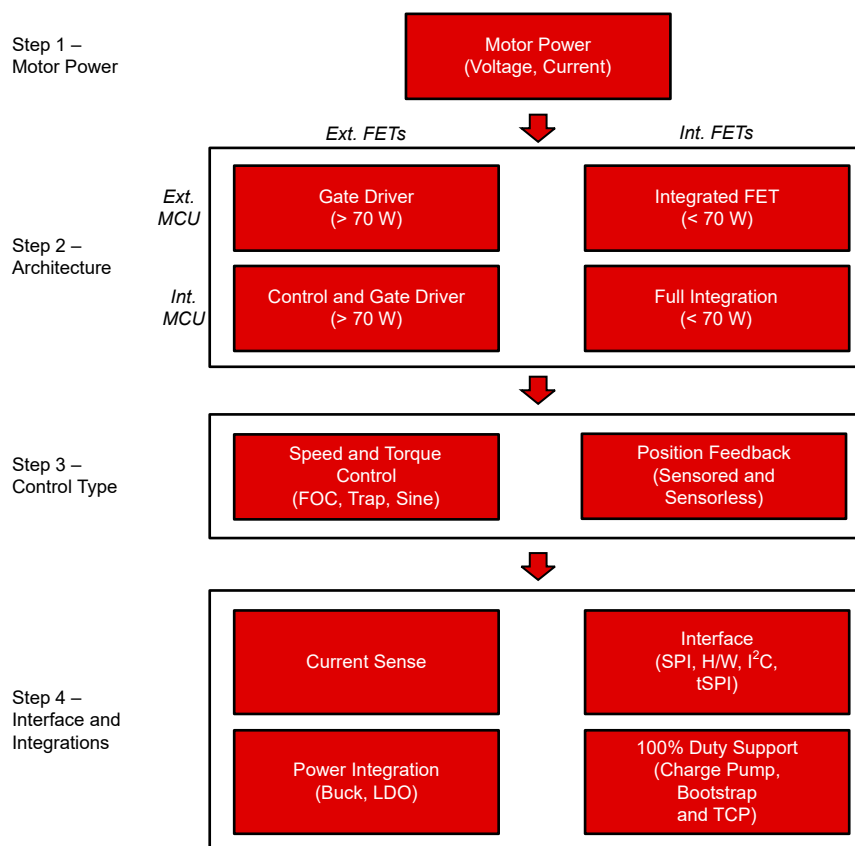 Step 1 –
Motor Power
Motor Power
(Voltage, Current)
Ext. FETs
Int. FETs
Ext.
MCU
Gate Driver
(> 70 W)
Integrated FET
(< 70 W)
Step 2 –
Architecture
Int.
MCU
Control and Gate Driver
(> 70 W)
Full Integration
(< 70 W)
Step 3 –
Control Type
Speed and Torque
Control
(FOC, Trap, Sine)
Position Feedback
(Sensored and
Sensorless)
Step 4 –
Interface and
Integrations
Current Sense
Interface
(SPI, H/W, I²C,
tSPI)
Power Integration
(Buck, LDO)
100% Duty Support
(Charge Pump,
Bootstrap
and TCP)